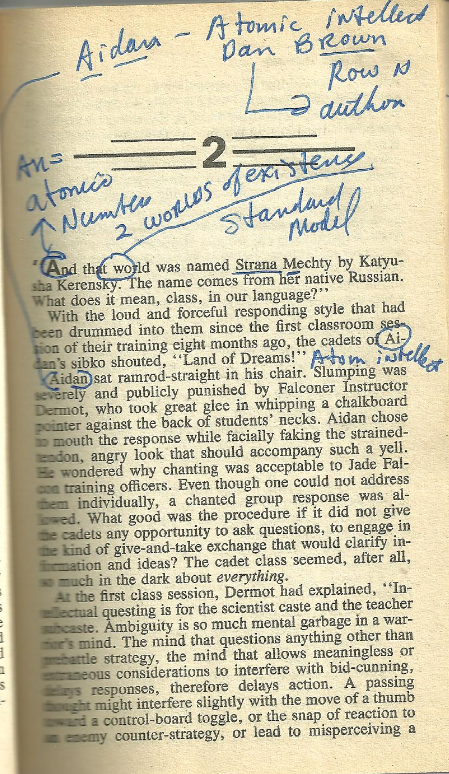 Aidan - Atomic intellect
Dan Brown
Row N
author
2
An =
atomic
Number
2 WORLDS of existence
Standard
Model
"And that world was named Strana Mechty by Katyu-
sha Kerensky. The name comes from her native Russian.
What does it mean, class, in our language?"
With the loud and forceful responding style that had
been drummed into them since the first classroom ses-
sion of their training eight months ago, the cadets of Ai-
dan's sibko shouted, "Land of Dreams!" Atom intellect
Aidan sat ramrod-straight in his chair. Slumping was
severely and publicly punished by Falconer Instructor
Dermot, who took great glee in whipping a chalkboard
pointer against the back of students' necks. Aidan chose
to mouth the response while facially faking the strained-
tendon, angry look that should accompany such a yell.
He wondered why chanting was acceptable to Jade Fal-
con training officers. Even though one could not address
them individually, a chanted group response was al-
lowed. What good was the procedure if it did not give
the cadets any opportunity to ask questions, to engage in
the kind of give-and-take exchange that would clarify in-
formation and ideas? The cadet class seemed, after all,
so much in the dark about everything.
At the first class session, Dermot had explained, "In-
tellectual questing is for the scientist caste and the teacher
subcaste. Ambiguity is so much mental garbage in a war-
rior's mind. The mind that questions anything other than
prebattle strategy, the mind that allows meaningless or
extraneous considerations to interfere with bid-cunning,
delays responses, therefore delays action. A passing
thought might interfere slightly with the move of a thumb
toward a control-board toggle, or the snap of reaction to
an enemy counter-strategy, or lead to misperceiving a